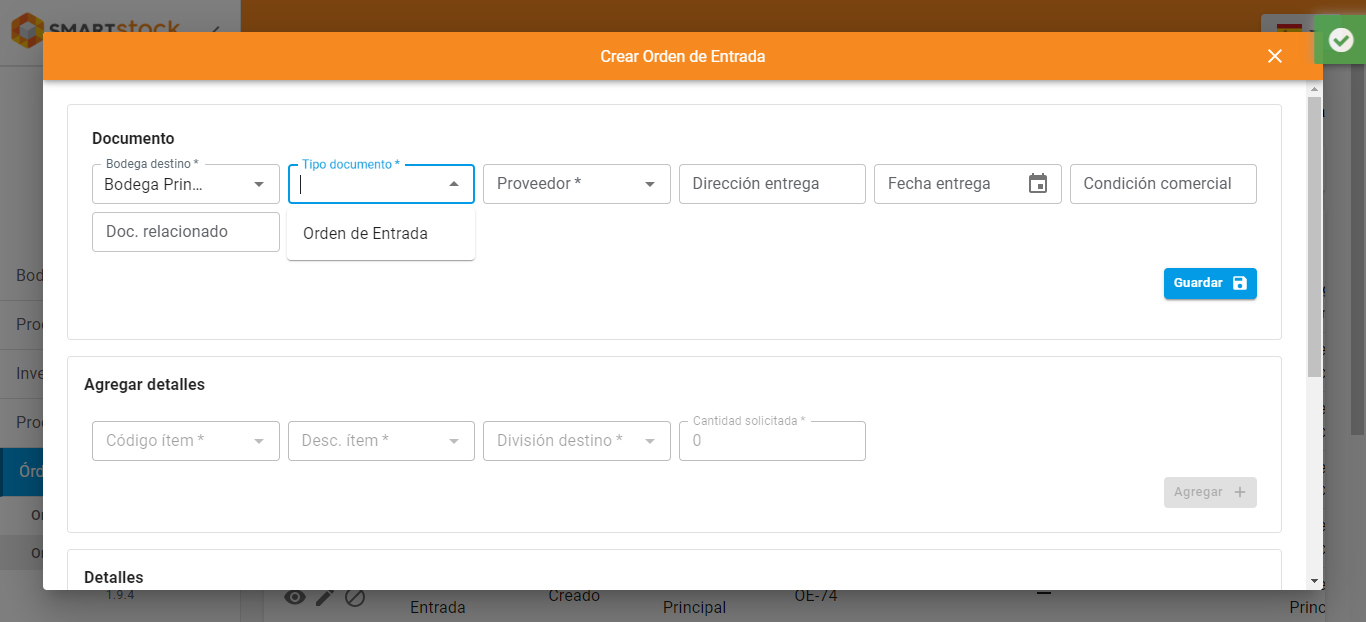 SMARTstock
Crear Orden de Entrada
Documento
Bodega destino *
Bodega Prin...
Tipo documento *
Proveedor *
Dirección entrega
Fecha entrega
Condición comercial
Doc. relacionado
Orden de Entrada
Guardar
Agregar detalles
Código ítem *
Desc. ítem *
División destino *
Cantidad solicitada *
0
Agregar
Detalles
Bod
Pro
Inve
Pro
Órd
1.9.4
Entrada
Creado
Principal
OE-74
Princ